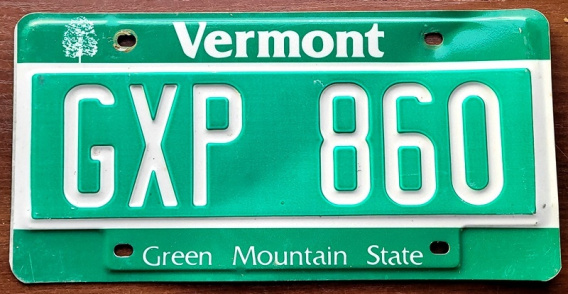 Vermont
GXP 860
Green Mountain State